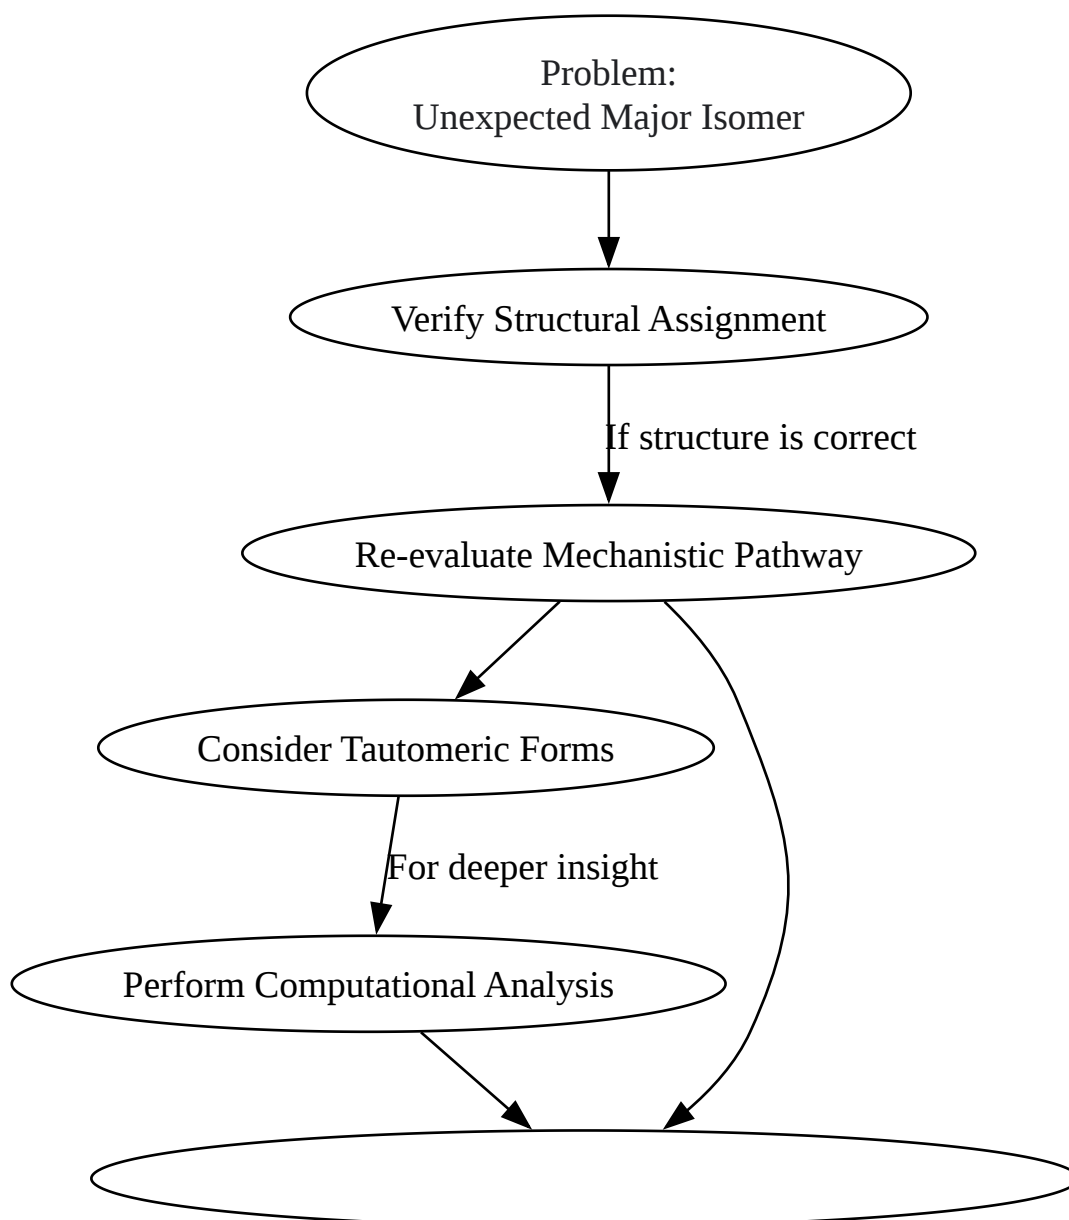 Problem:
Unexpected Major Isomer
Verify Structural Assignment
If structure is correct
Re-evaluate Mechanistic Pathway
Consider Tautomeric Forms
For deeper insight
Perform Computational Analysis